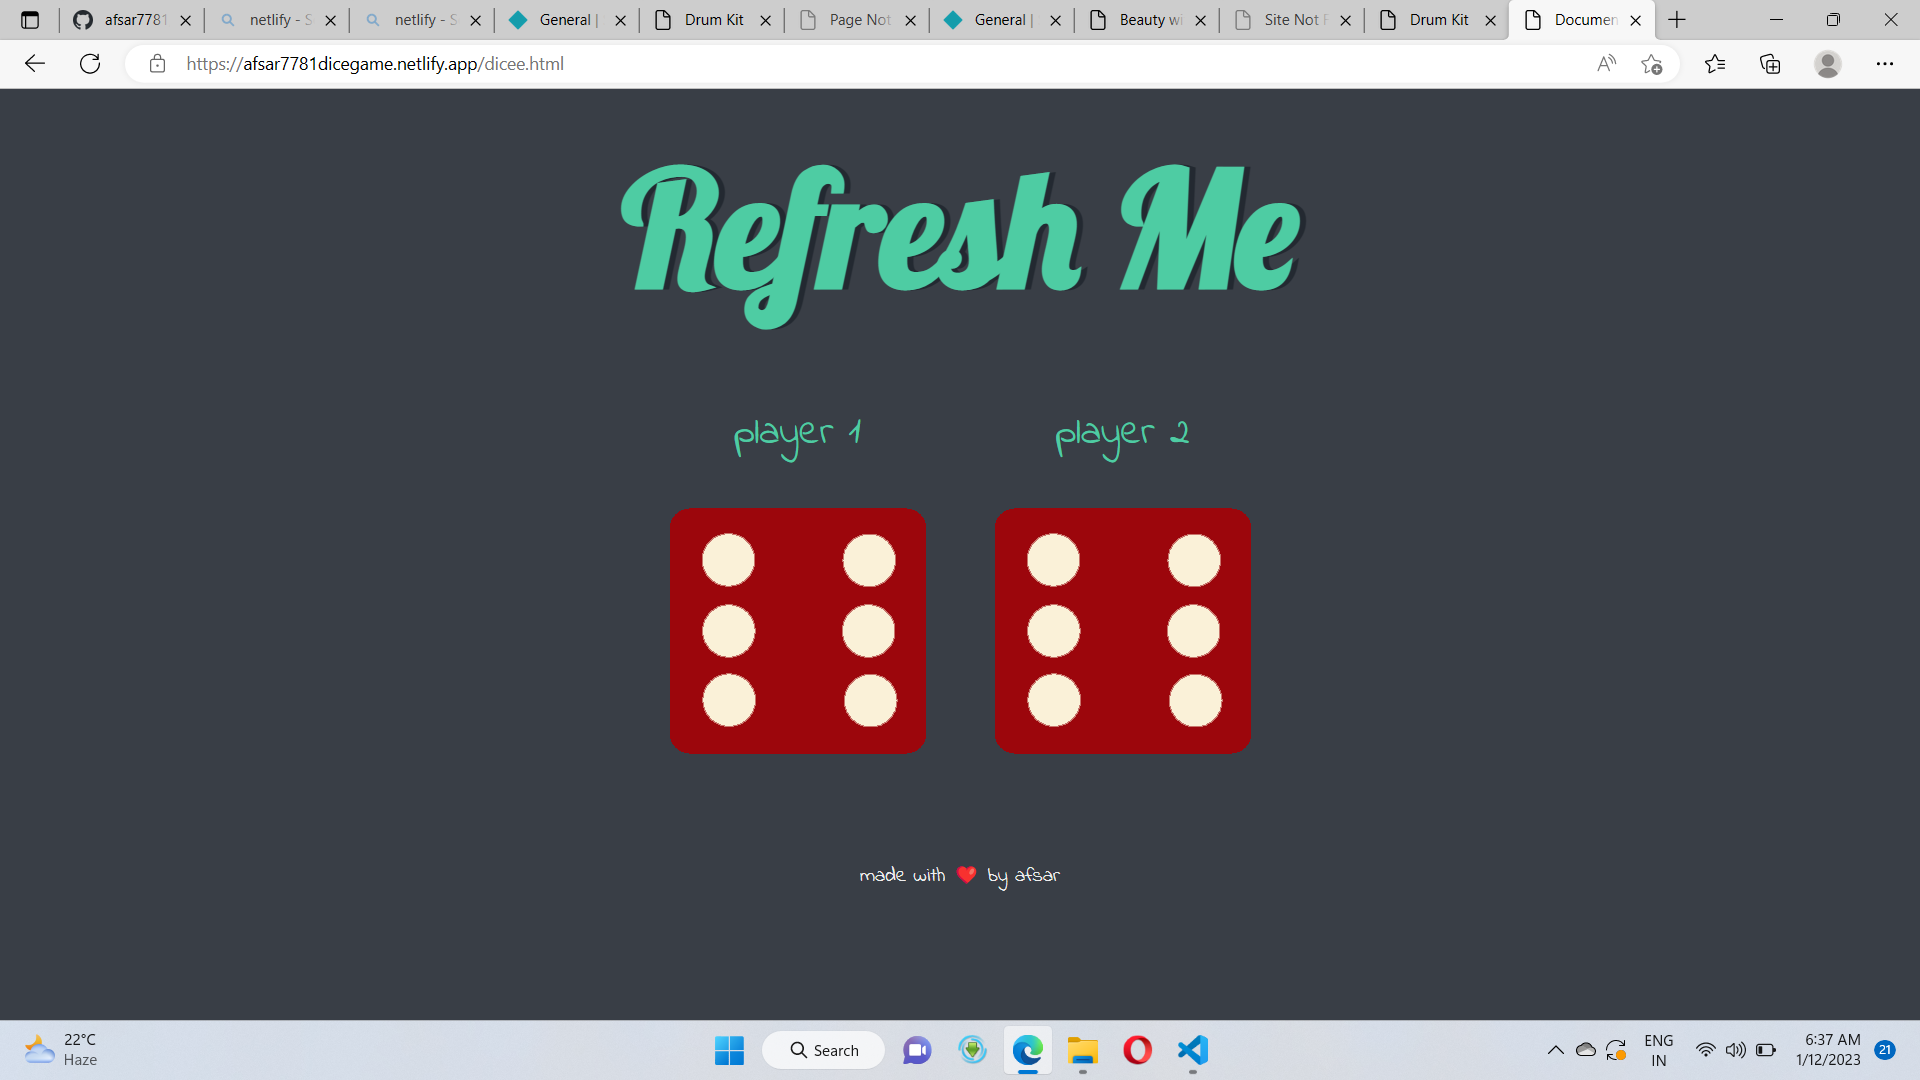 afsar7781
netlify - S
netlify - S
General |
Drum Kit
Page Not
General |
Drum Kit
Beauty wi
Site Not F
Documen
https://afsar7781dicegame.netlify.app/dicee.html
Refresh Me
player 1 player 2
made with ❤️ by afsar
22°C
Haze
Search
ENG
IN
6:37 AM
1/12/2023
21